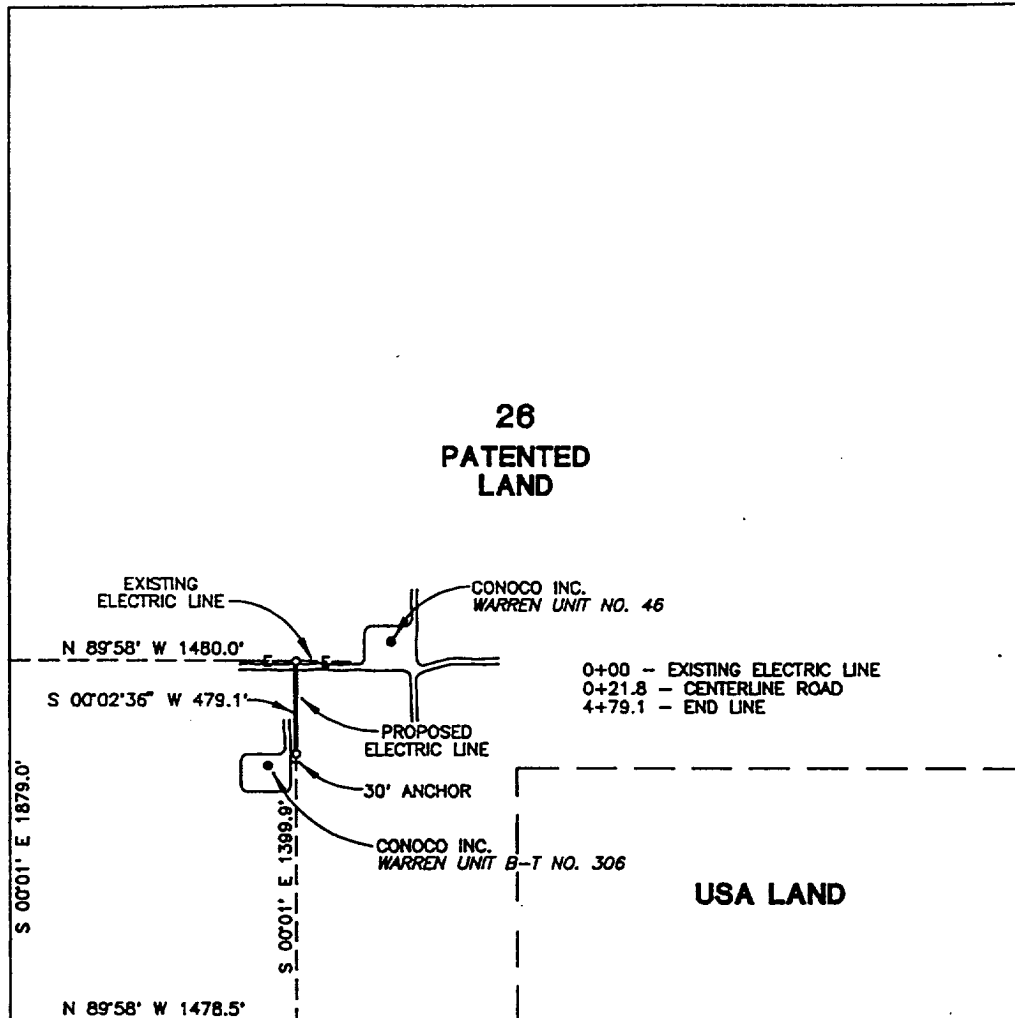 26
PATENTED
LAND
EXISTING
ELECTRIC LINE
CONOCO INC.
WARREN UNIT NO. 46
N 89°58' W 1480.0'
E
E
0+00 – EXISTING ELECTRIC LINE
0+21.8 – CENTERLINE ROAD
4+79.1 – END LINE
S 00°02'36" W 479.1'
PROPOSED
ELECTRIC LINE
30' ANCHOR
CONOCO INC.
WARREN UNIT B-T NO. 306
S 00°01' E 1879.0'
S 00°01' E 1399.9'
USA LAND
N 89°58' W 1478.5'